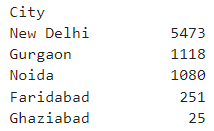 City
New Delhi 5473
Gurgaon 1118
Noida 1080
Faridabad 251
Ghaziabad 25